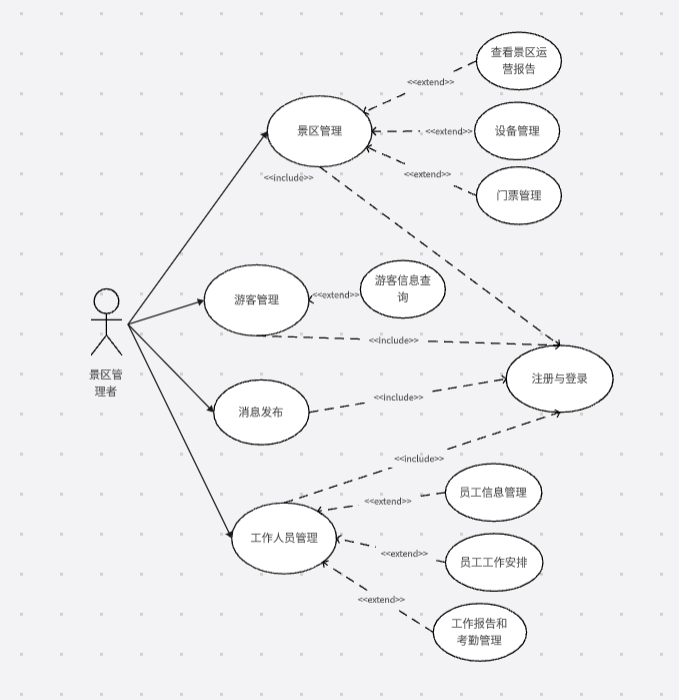 查看景区运
营报告
<<extend>>
景区管理
<<extend>>
设备管理
<<extend>>
<<include>>
门票管理
游客管理
<<extend>>
游客信息查
询
<<include>>
景区管
理者
注册与登录
消息发布
<<include>>
<<include>>
员工信息管理
<<extend>>
工作人员管理
<<extend>>
员工工作安排
<<extend>>
工作报告和
考勤管理